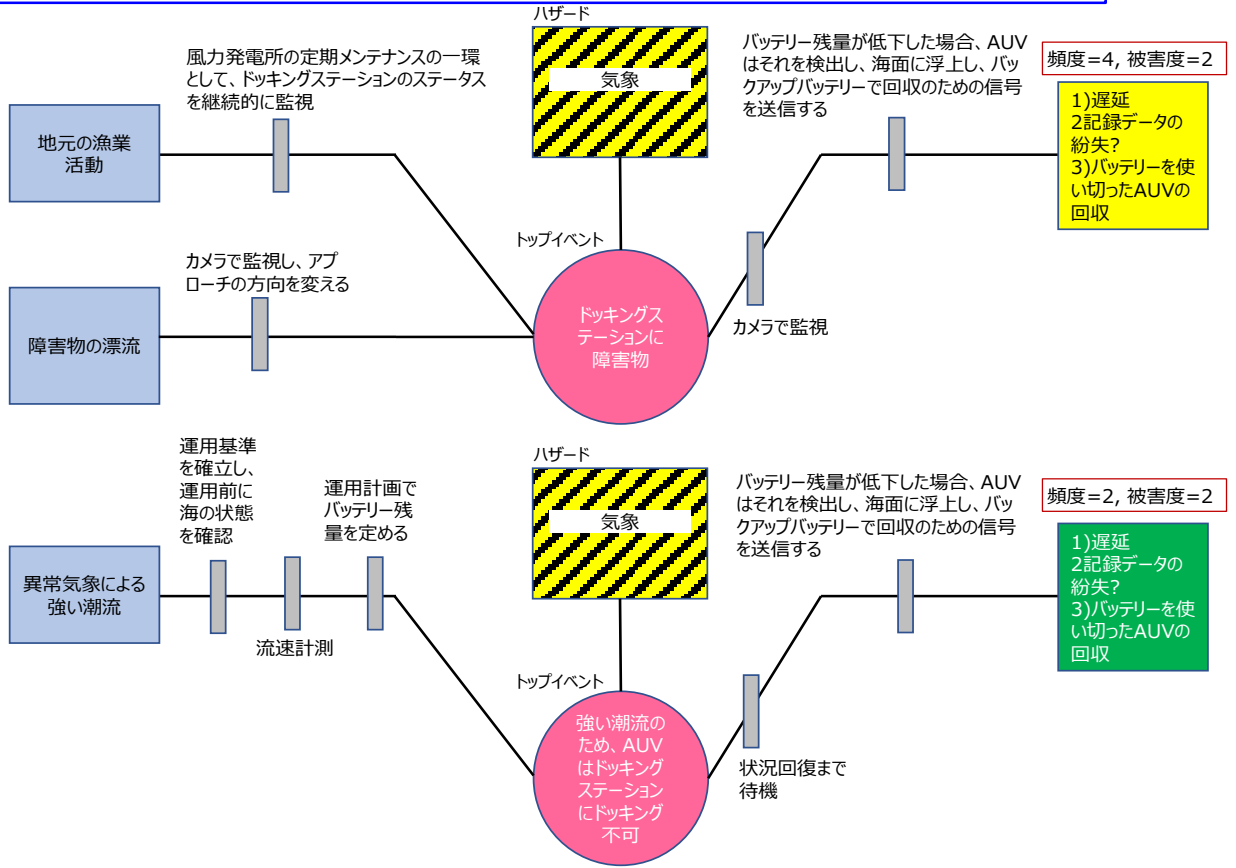 ハザード
気象
風力発電所の定期メンテナンスの一環
として、ドッキングステーションのステータス
を継続的に監視
バッテリー残量が低下した場合、AUV
はそれを検出し、海面に浮上し、バッ
クアップバッテリーで回収のための信号
を送信する
頻度=4, 被害度=2
地元の漁業
活動
1)遅延
2記録データの
紛失?
3)バッテリーを使
い切ったAUVの
回収
トップイベント
カメラで監視し、アプ
ローチの方向を変える
障害物の漂流
ドッキングス
テーションに
障害物
カメラで監視
運用基準
を確立し、
運用前に
海の状態
を確認
運用計画で
バッテリー残
量を定める
ハザード
気象
バッテリー残量が低下した場合、AUV
はそれを検出し、海面に浮上し、バッ
クアップバッテリーで回収のための信号
を送信する
頻度=2, 被害度=2
異常気象による
強い潮流
流速計測
1)遅延
2記録データの
紛失?
3)バッテリーを使
い切ったAUVの
回収
トップイベント
強い潮流の
ため、AUV
はドッキング
ステーション
にドッキング
不可
状況回復まで
待機